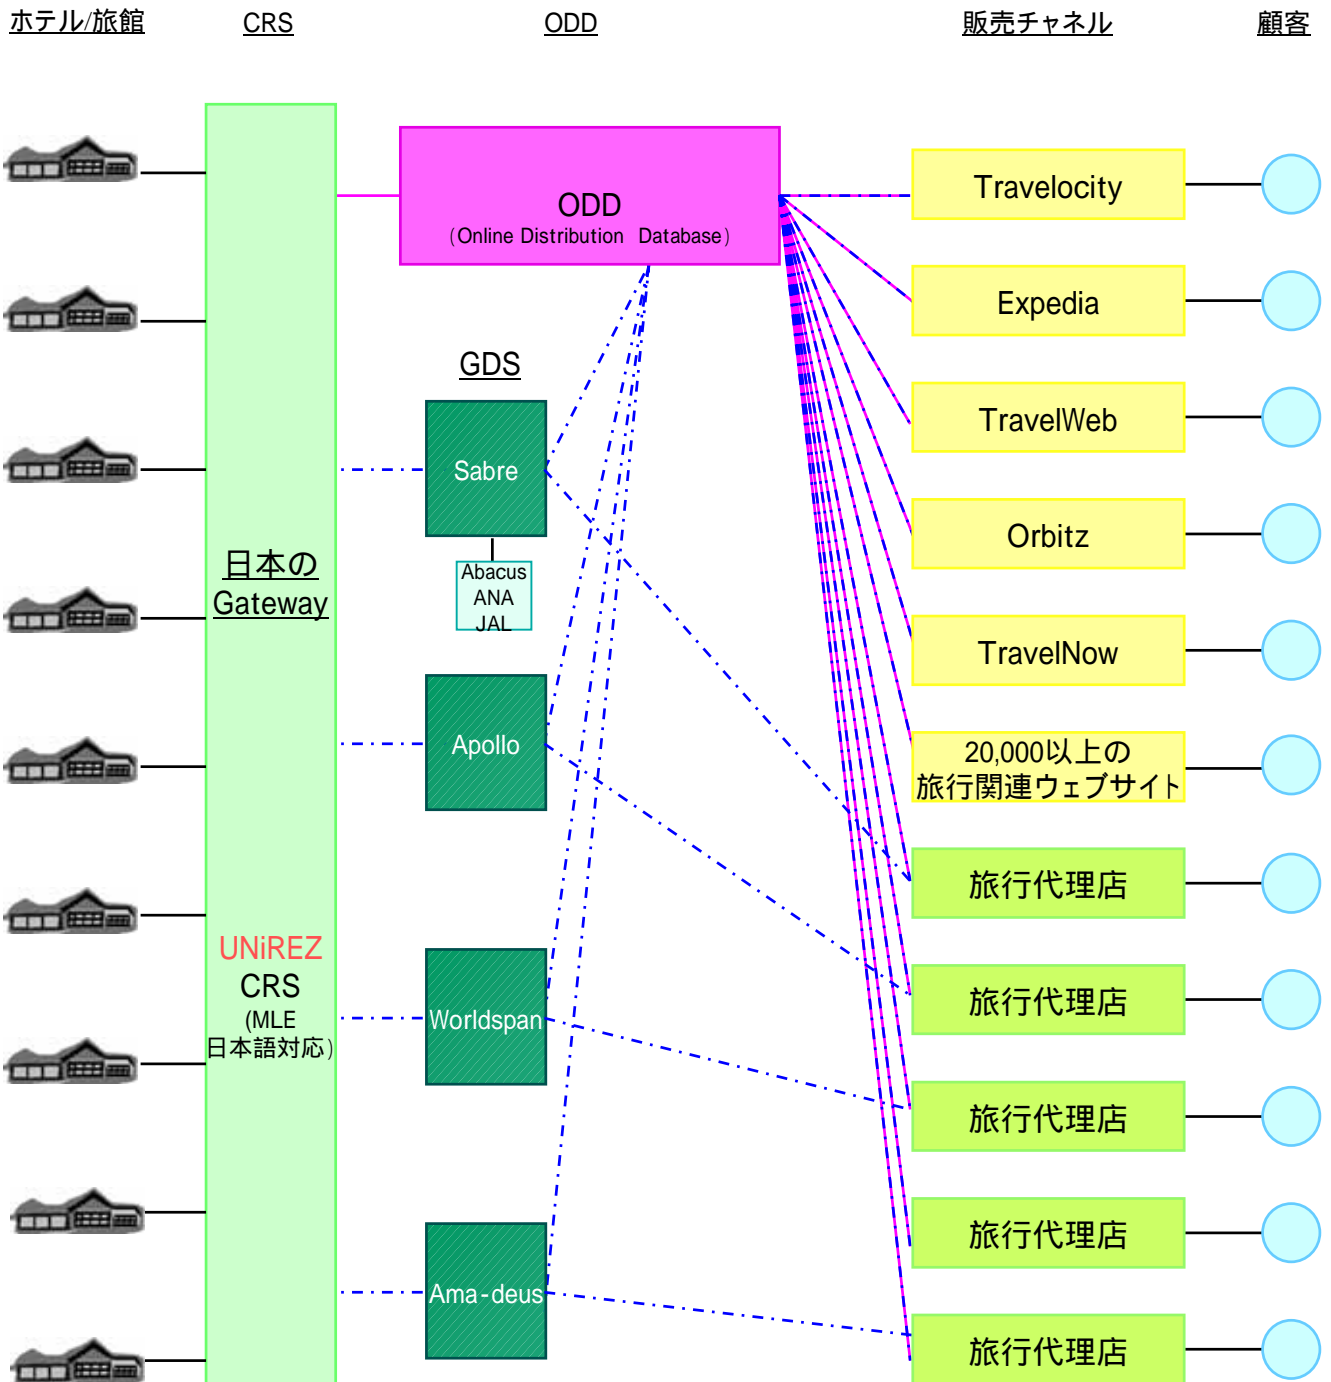 ホテル/旅館
CRS
ODD
販売チャネル
顧客
ODD
(Online Distribution Database)
GDS
Sabre
Abacus
ANA
JAL
Apollo
Worldspan
Ama-deus
日本の
Gateway
UNiREZ
CRS
(MLE
日本語対応)
Travelocity
Expedia
TravelWeb
Orbitz
TravelNow
20,000以上の
旅行関連ウェブサイト
旅行代理店
旅行代理店
旅行代理店
旅行代理店
旅行代理店